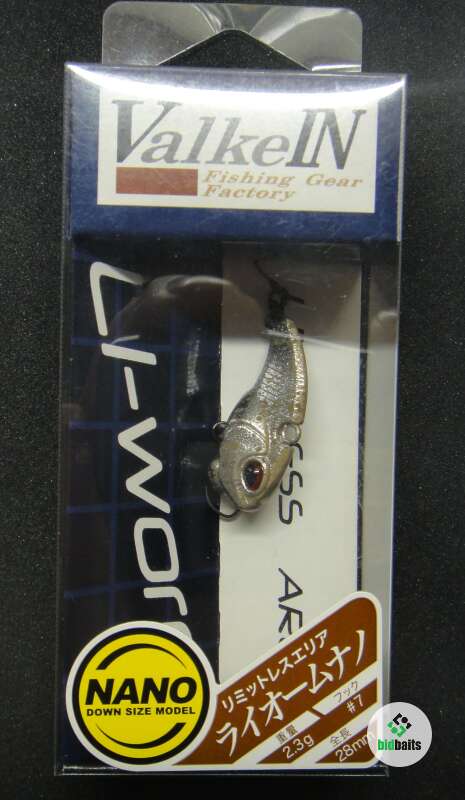 ValkeIN
Fishing Gear
Factory
LI-wor
ESS AR
NANO
DOWN SIZE MODEL
リミットレスエリア
ライオームナノ
重量
2.3g
フック
#7
全長
28mm
bidbaits